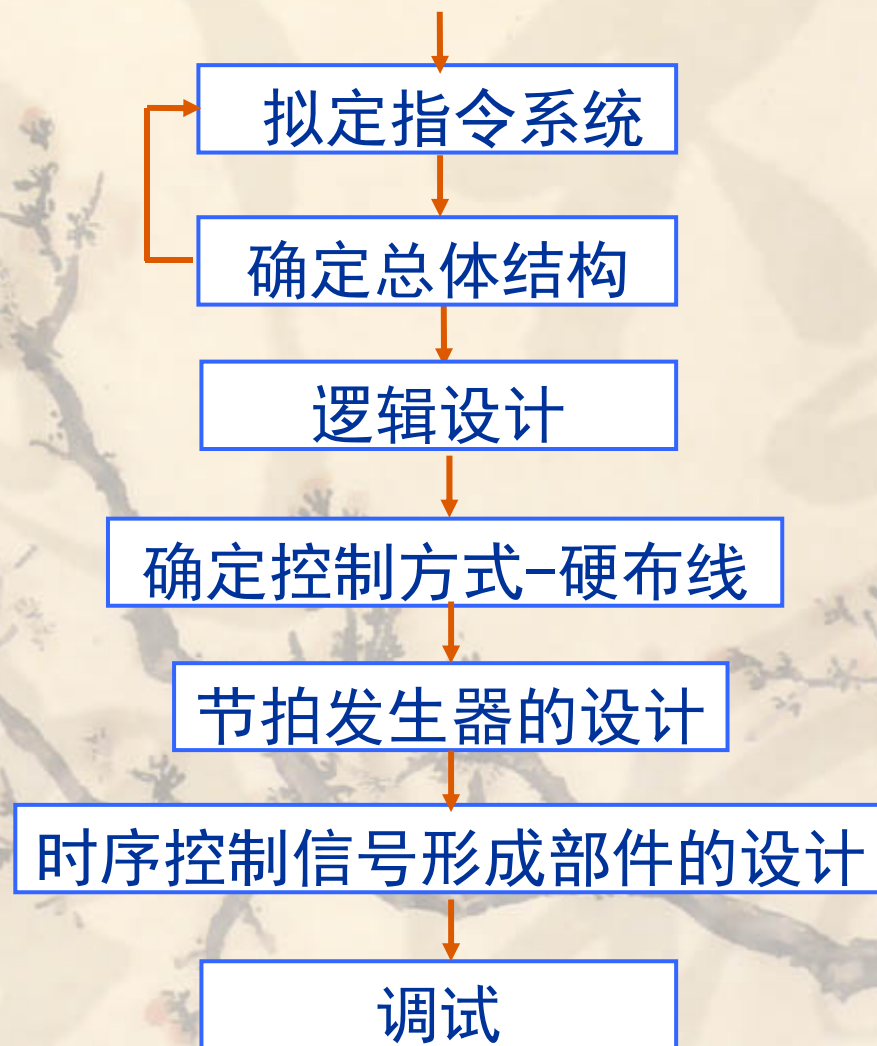 拟定指令系统
确定总体结构
逻辑设计
确定控制方式-硬布线
节拍发生器的设计
时序控制信号形成部件的设计
调试